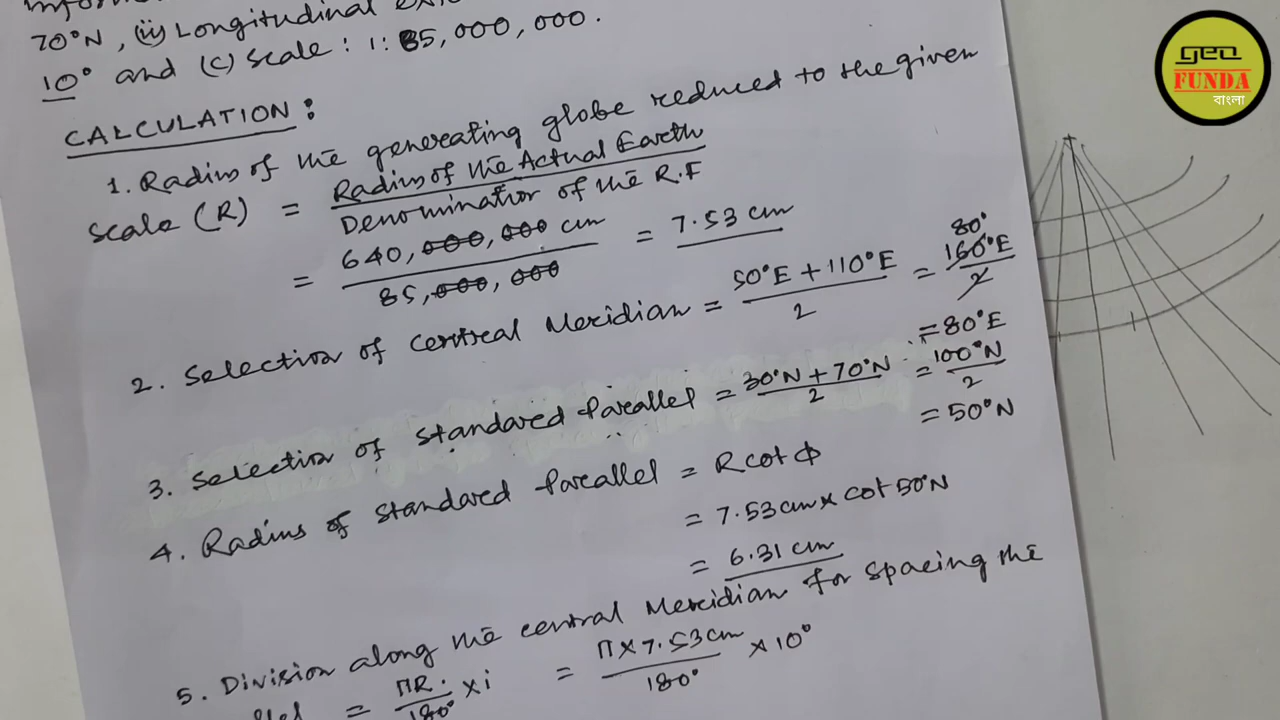 70°N, (ii) Longitudinal
10° and (c) Scale: 1: 85,000,000.
CALCULATION:
1. Radius of the generating globe reduced to the given
scale (R) = Radius of the Actual Earth
Denominator of the R.F
= 640,000,000 cm = 7.53 cm
85,000,000
2. Selection of Central Meridian = 50°E + 110°E = 160°E 80°
2 2
= 80°E
3. Selection of standard Parallel = 30°N + 70°N = 100°N
2 2
= 50°N
4. Radius of standard Parallel = R cot ϕ
= 7.53 cm x cot 50°N
= 6.31 cm
5. Division along the central Meridian for spacing the
= ΠR x i = Π x 7.53 cm x 10°
180° 180°
geo
FUNDA
বাংলা